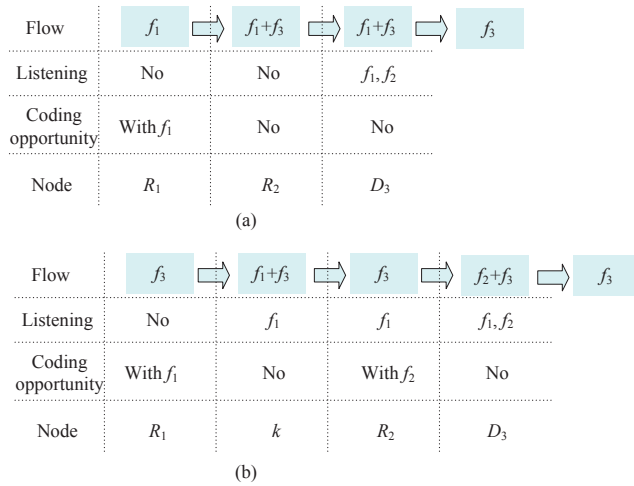 Flow f₁ f₁+f₃ f₁+f₃ f₃
Listening No No f₁, f₂
Coding opportunity With f₁ No No
Node R₁ R₂ D₃
(a)
Flow f₃ f₁+f₃ f₃ f₂+f₃ f₃
Listening No f₁ f₁ f₁, f₂
Coding opportunity With f₁ No With f₂ No
Node R₁ k R₂ D₃
(b)